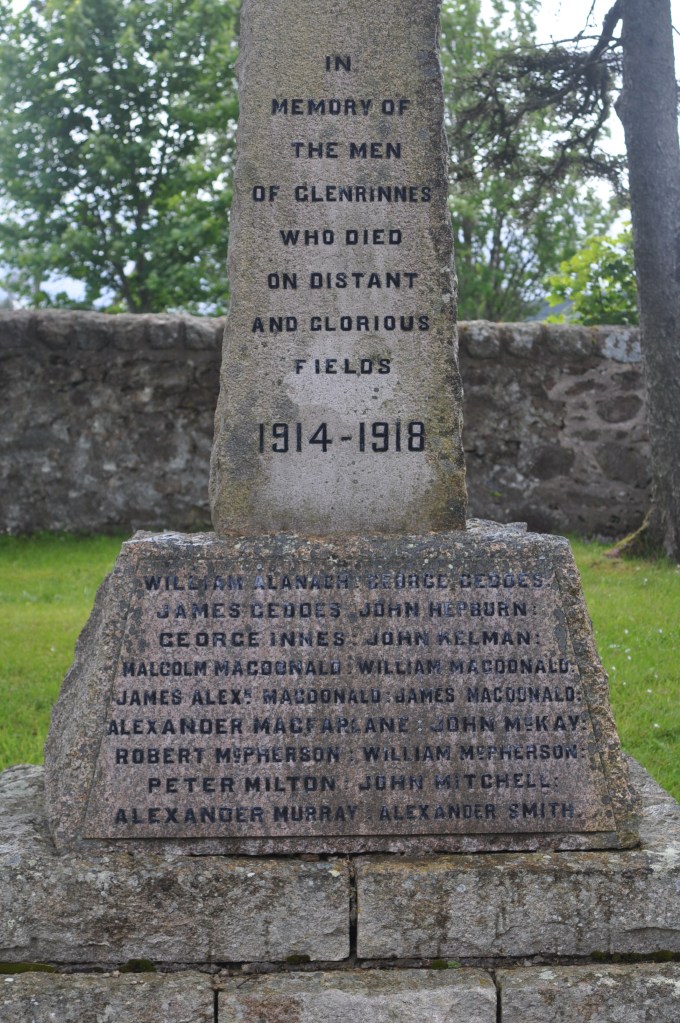 IN
MEMORY OF
THE MEN
OF GLENRINNES
WHO DIED
ON DISTANT
AND GLORIOUS
FIELDS
1914-1918
WILLIAM ALANACH : GEORGE GEDDES.
JAMES GEDDES : JOHN HEPBURN :
GEORGE INNES : JOHN KELMAN :
MALCOLM MACDONALD : WILLIAM MACDONALD :
JAMES ALEXR. MACDONALD : JAMES MACDONALD :
ALEXANDER MACFARLANE : JOHN MCKAY :
ROBERT MCPHERSON : WILLIAM MCPHERSON :
PETER MILTON : JOHN MITCHELL :
ALEXANDER MURRAY : ALEXANDER SMITH.